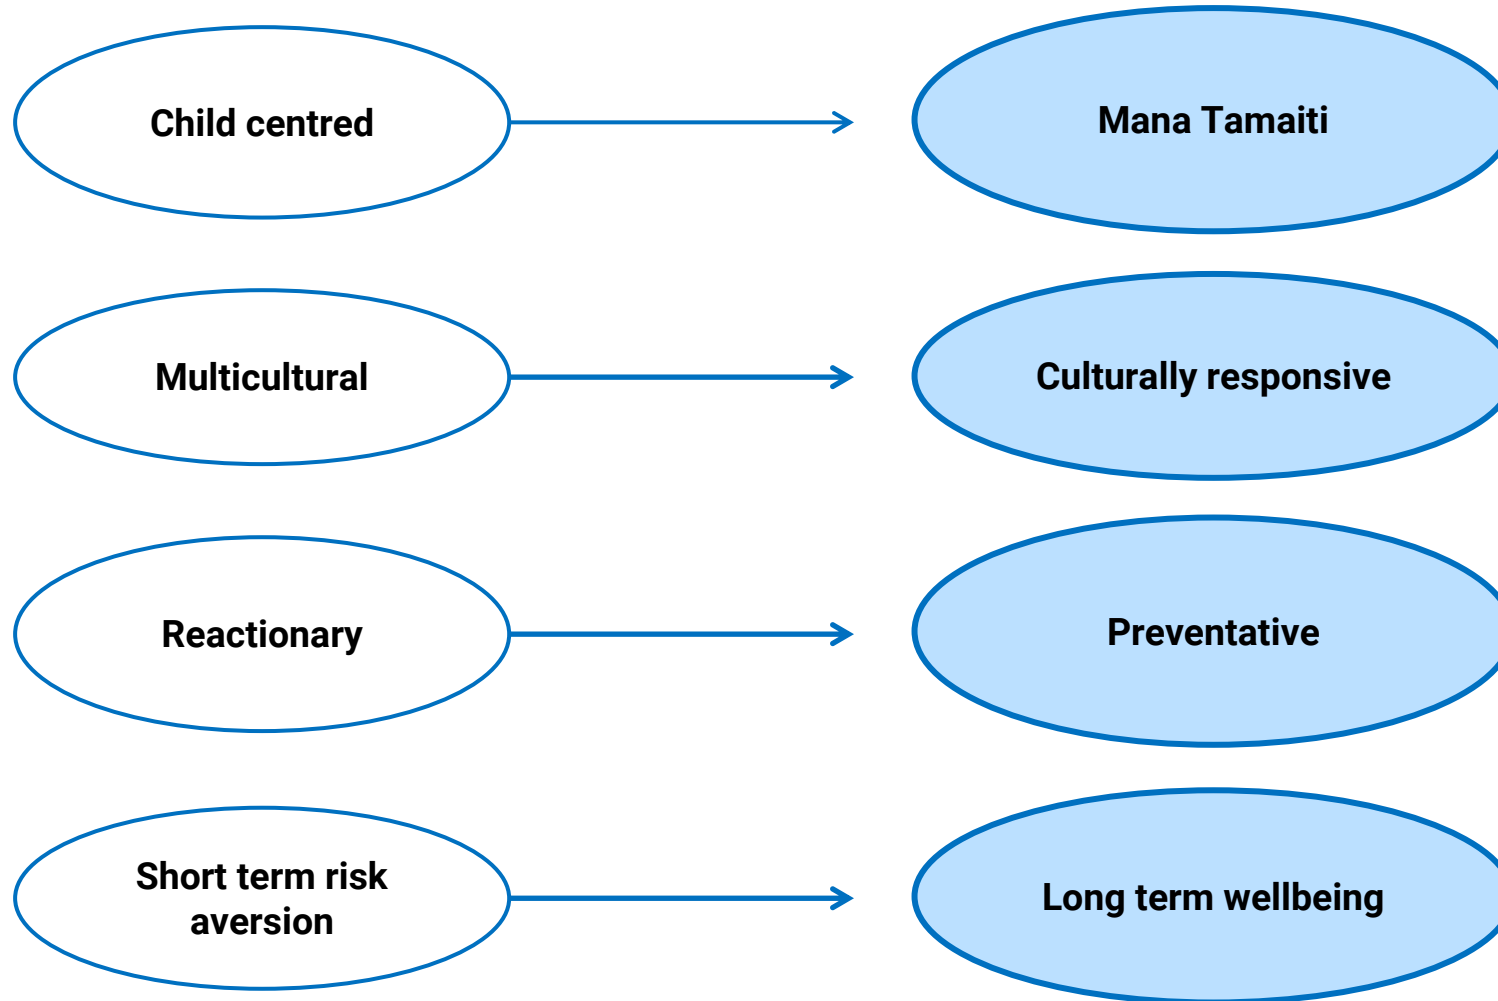 Child centred
Mana Tamaiti
Multicultural
Culturally responsive
Reactionary
Preventative
Short term risk
aversion
Long term wellbeing